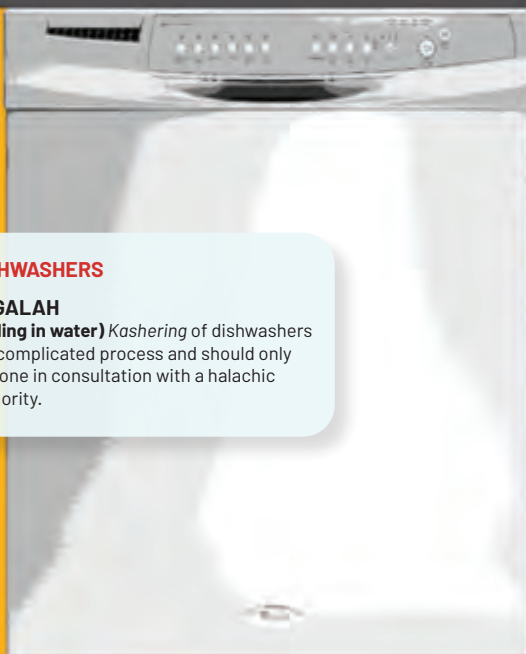 HWASHERS
GALAH
ling in water) Kashering of dishwashers
complicated process and should only
one in consultation with a halachic
ority.